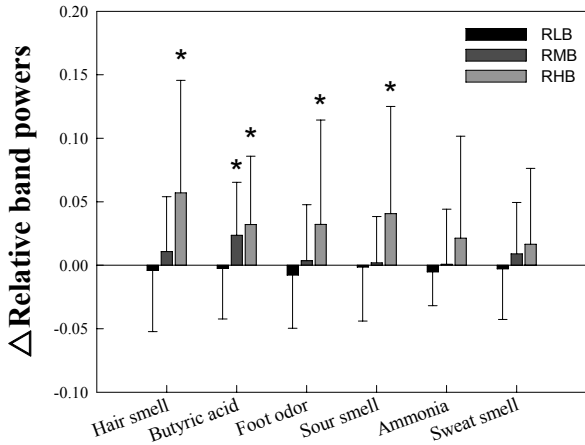 0.20
0.15
0.10
0.05
0.00
-0.05
-0.10
△Relative band powers
RLB
RMB
RHB
*
* *
*
*
Hair smell
Butyric acid
Foot odor
Sour smell
Ammonia
Sweat smell